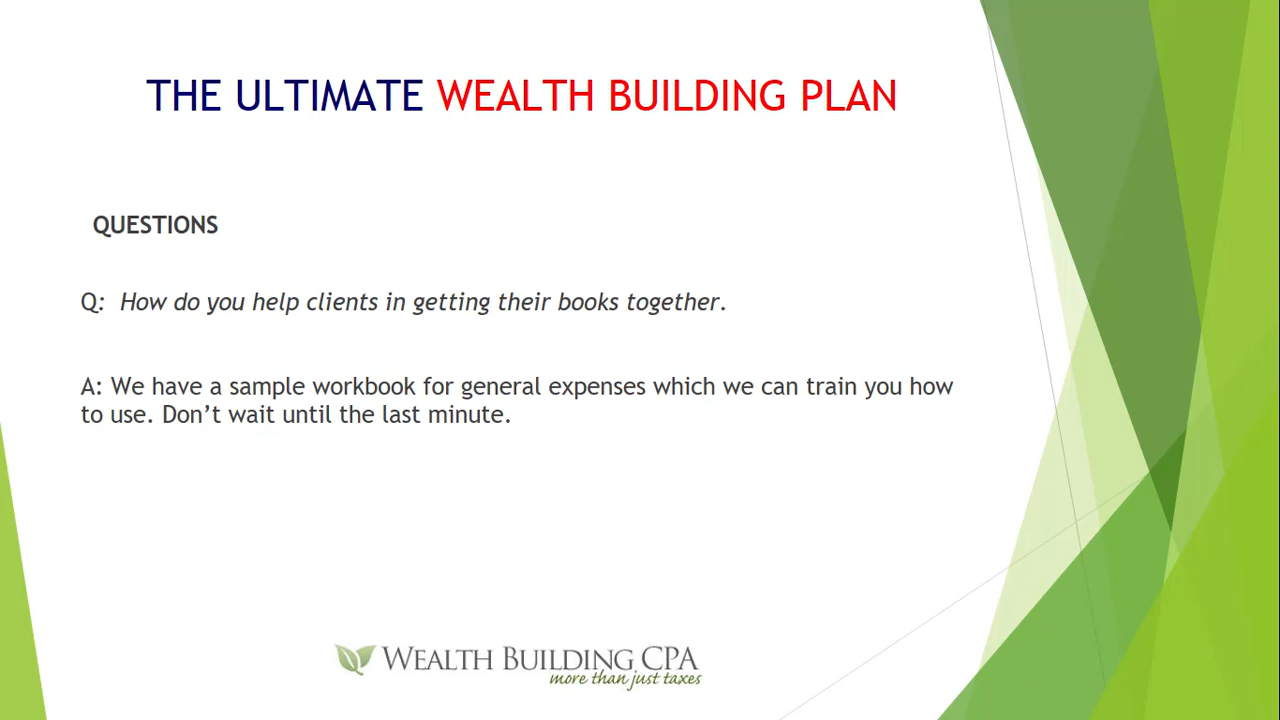 THE ULTIMATE WEALTH BUILDING PLAN
QUESTIONS
Q: How do you help clients in getting their books together.
A: We have a sample workbook for general expenses which we can train you how
to use. Don’t wait until the last minute.
WEALTH BUILDING CPA
more than just taxes